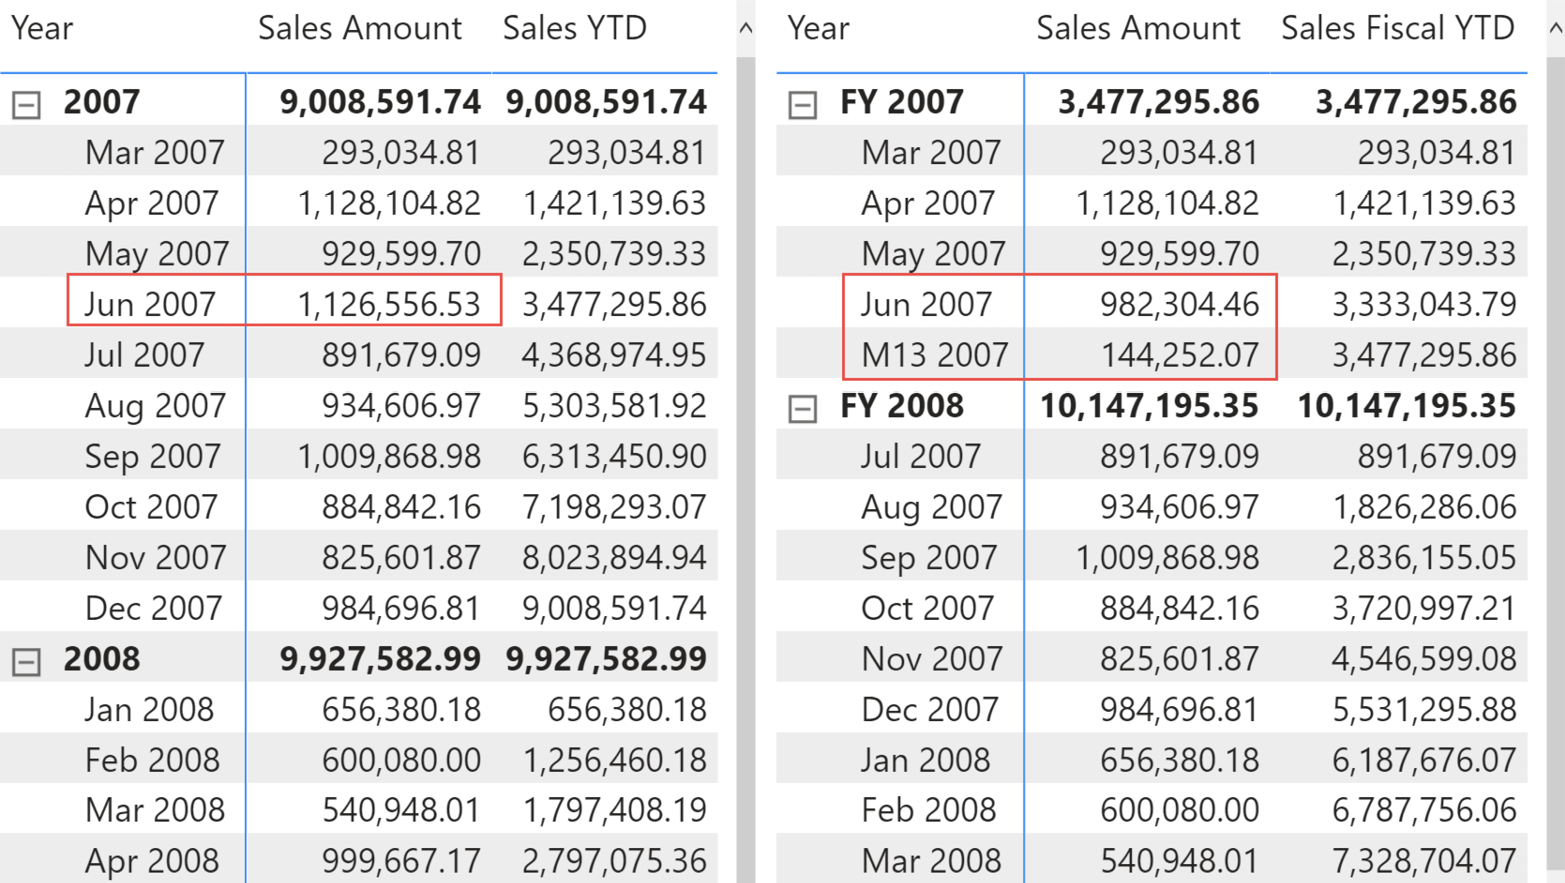 Year Sales Amount Sales YTD
2007 9,008,591.74 9,008,591.74
Mar 2007 293,034.81 293,034.81
Apr 2007 1,128,104.82 1,421,139.63
May 2007 929,599.70 2,350,739.33
Jun 2007 1,126,556.53 3,477,295.86
Jul 2007 891,679.09 4,368,974.95
Aug 2007 934,606.97 5,303,581.92
Sep 2007 1,009,868.98 6,313,450.90
Oct 2007 884,842.16 7,198,293.07
Nov 2007 825,601.87 8,023,894.94
Dec 2007 984,696.81 9,008,591.74
2008 9,927,582.99 9,927,582.99
Jan 2008 656,380.18 656,380.18
Feb 2008 600,080.00 1,256,460.18
Mar 2008 540,948.01 1,797,408.19
Apr 2008 999,667.17 2,797,075.36
Year Sales Amount Sales Fiscal YTD
FY 2007 3,477,295.86 3,477,295.86
Mar 2007 293,034.81 293,034.81
Apr 2007 1,128,104.82 1,421,139.63
May 2007 929,599.70 2,350,739.33
Jun 2007 982,304.46 3,333,043.79
M13 2007 144,252.07 3,477,295.86
FY 2008 10,147,195.35 10,147,195.35
Jul 2007 891,679.09 891,679.09
Aug 2007 934,606.97 1,826,286.06
Sep 2007 1,009,868.98 2,836,155.05
Oct 2007 884,842.16 3,720,997.21
Nov 2007 825,601.87 4,546,599.08
Dec 2007 984,696.81 5,531,295.88
Jan 2008 656,380.18 6,187,676.07
Feb 2008 600,080.00 6,787,756.06
Mar 2008 540,948.01 7,328,704.07